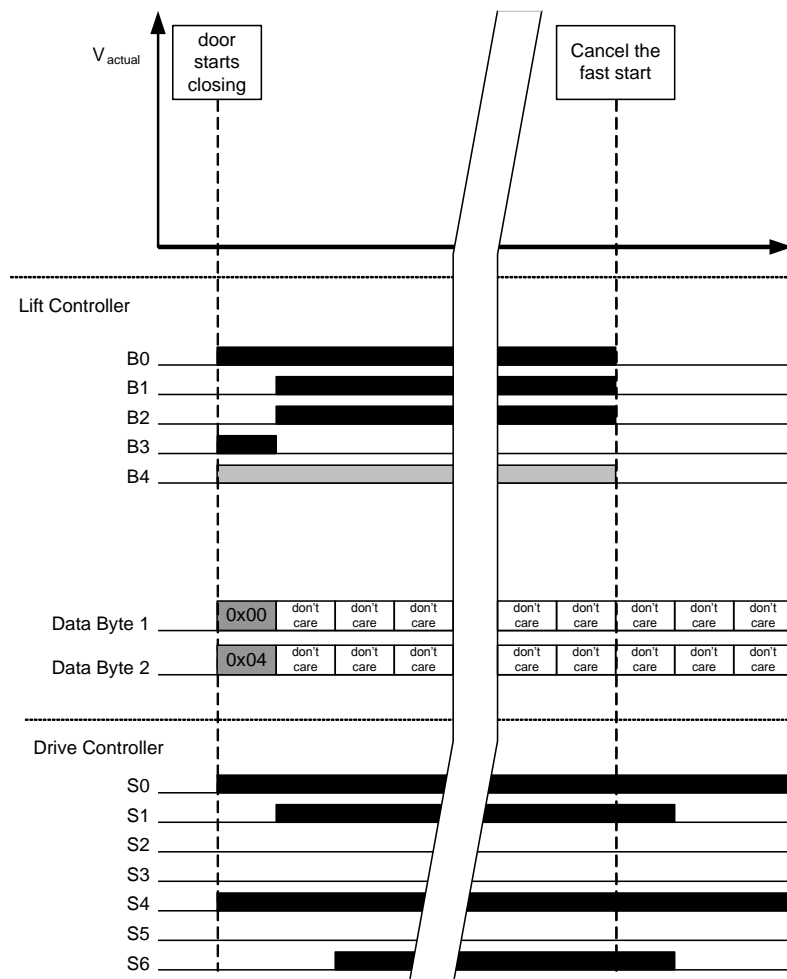 door
starts
closing
Cancel the
fast start
V actual
Lift Controller
B0
B1
B2
B3
B4
Data Byte 1
0x00
don't
care
don't
care
don't
care
don't
care
don't
care
don't
care
don't
care
don't
care
Data Byte 2
0x04
don't
care
don't
care
don't
care
don't
care
don't
care
don't
care
don't
care
don't
care
Drive Controller
S0
S1
S2
S3
S4
S5
S6